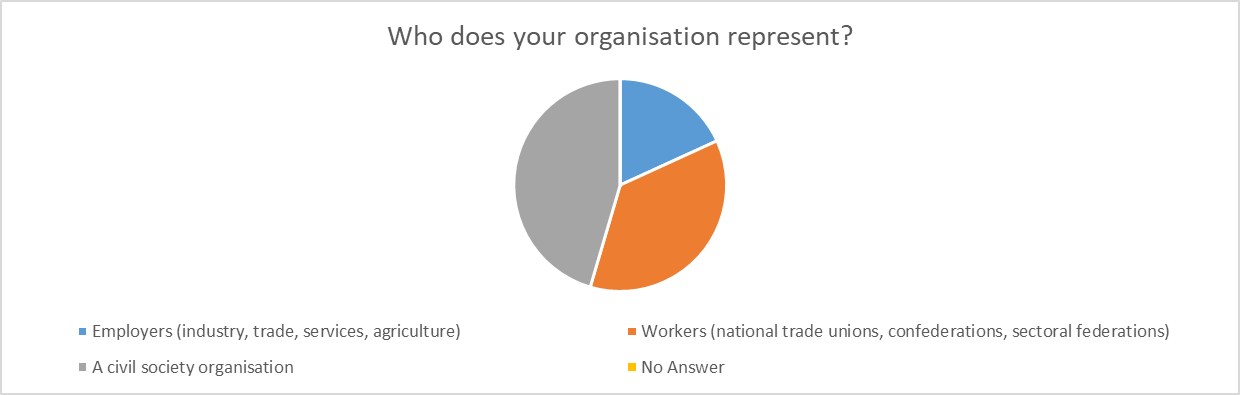 Who does your organisation represent?
Employers (industry, trade, services, agriculture)
Workers (national trade unions, confederations, sectoral federations)
A civil society organisation
No Answer